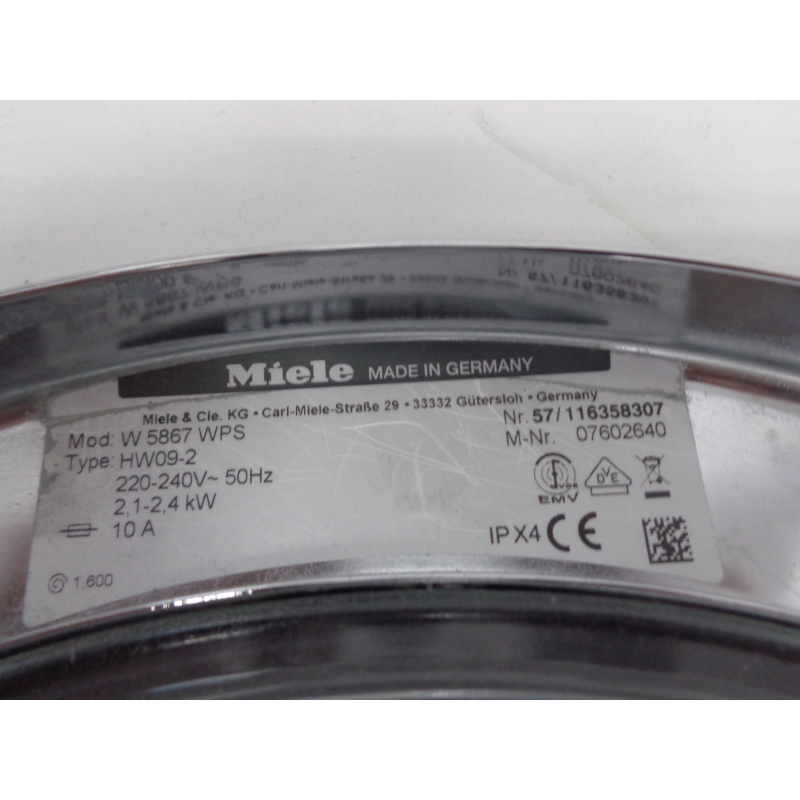 Miele MADE IN GERMANY
Miele & Cie. KG • Carl-Miele-Straße 29 • 33332 Gütersloh • Germany
Mod: W 5867 WPS
Nr. 57/116358307
Type: HW09-2
M-Nr. 07602640
220-240V~ 50Hz
2,1-2,4 kW
10 A
VDE
EMV
IPX4 CE
1.600